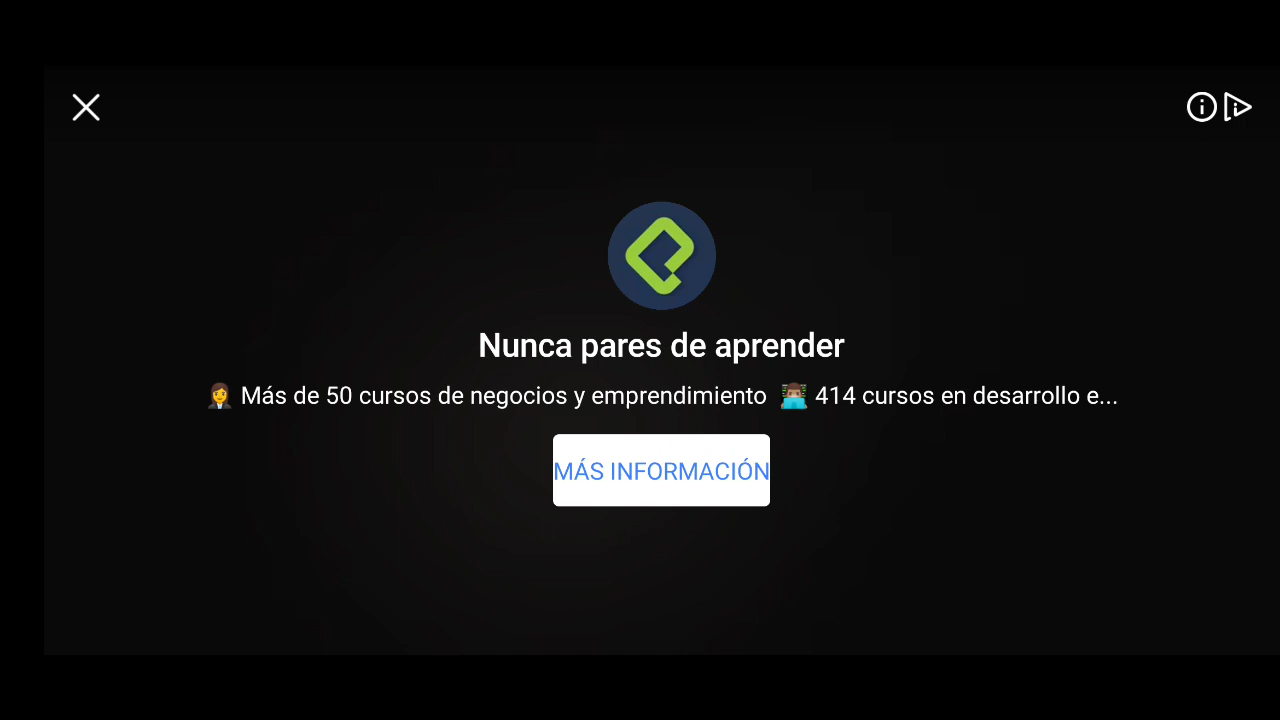 Nunca pares de aprender
👩‍💼 Más de 50 cursos de negocios y emprendimiento 👨🏽‍💻 414 cursos en desarrollo e...
MÁS INFORMACIÓN